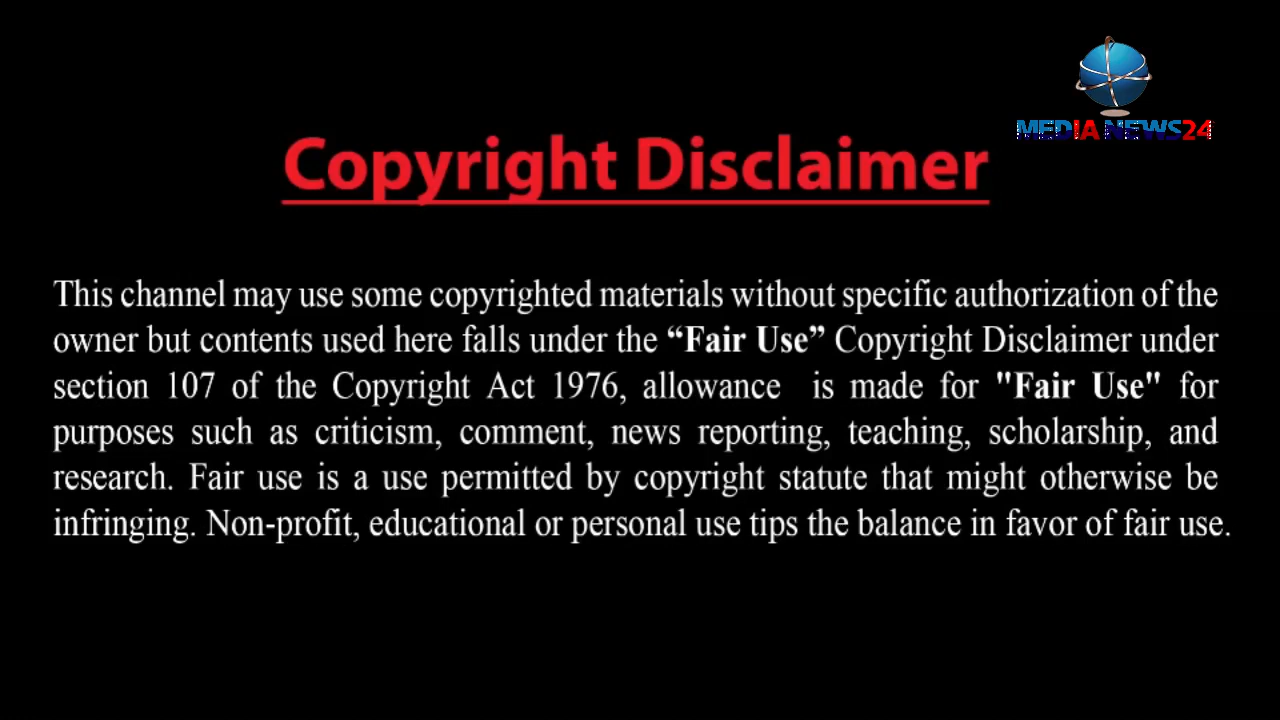 MEDIA NEWS24
Copyright Disclaimer
This channel may use some copyrighted materials without specific authorization of the
owner but contents used here falls under the “Fair Use” Copyright Disclaimer under
section 107 of the Copyright Act 1976, allowance is made for "Fair Use" for
purposes such as criticism, comment, news reporting, teaching, scholarship, and
research. Fair use is a use permitted by copyright statute that might otherwise be
infringing. Non-profit, educational or personal use tips the balance in favor of fair use.